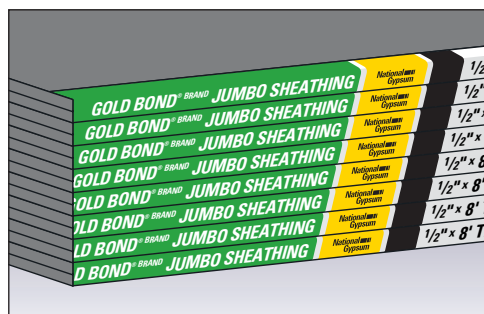 GOLD BOND® BRAND JUMBO SHEATHING National Gypsum 1/2
GOLD BOND® BRAND JUMBO SHEATHING National Gypsum 1/2"
GOLD BOND® BRAND JUMBO SHEATHING National Gypsum 1/2" x
GOLD BOND® BRAND JUMBO SHEATHING National Gypsum 1/2" x
OLD BOND® BRAND JUMBO SHEATHING National Gypsum 1/2" x 8
OLD BOND® BRAND JUMBO SHEATHING National Gypsum 1/2" x 8'
LD BOND® BRAND JUMBO SHEATHING National Gypsum 1/2" x 8'
D BOND® BRAND JUMBO SHEATHING National Gypsum 1/2" x 8' T